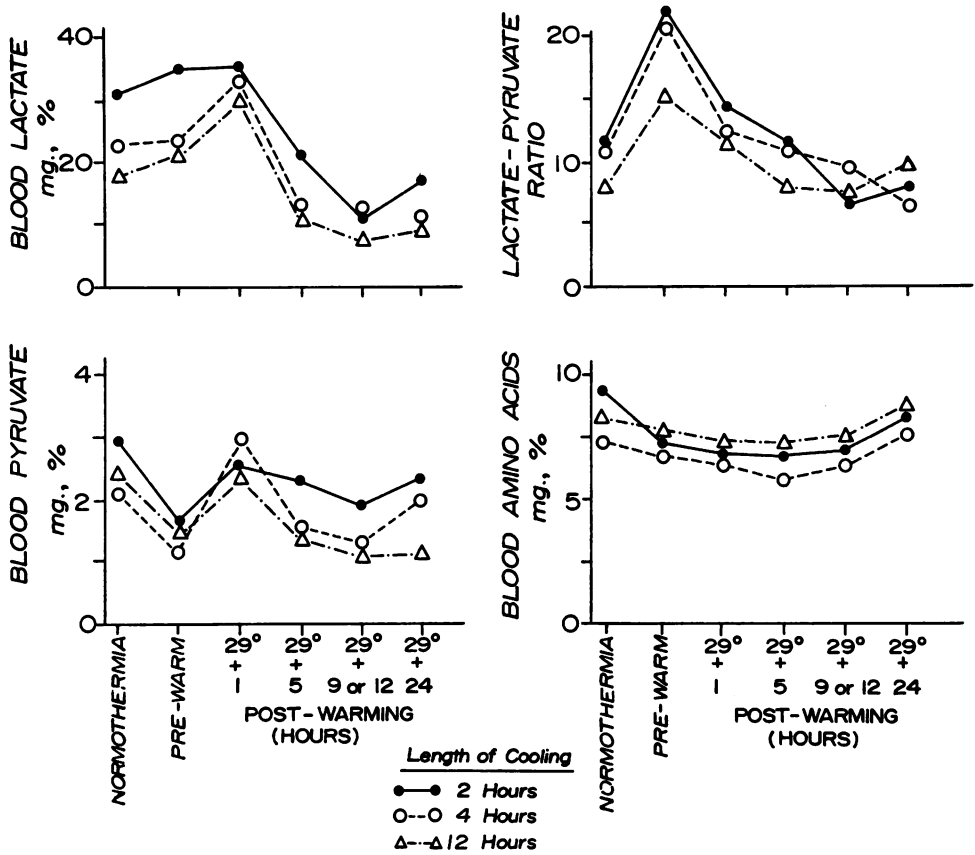 BLOOD LACTATE
mg., %
40
20
0
LACTATE - PYRUVATE
RATIO
20
10
0
BLOOD PYRUVATE
mg., %
4
2
0
NORMOTHERMIA
PRE-WARM
29° + 1
29° + 5
29° + 9 or 12
29° + 24
POST-WARMING
(HOURS)
BLOOD AMINO ACIDS
mg., %
10
5
0
NORMOTHERMIA
PRE-WARM
29° + 1
29° + 5
29° + 9 or 12
29° + 24
POST-WARMING
(HOURS)
Length of Cooling
2 Hours
4 Hours
12 Hours